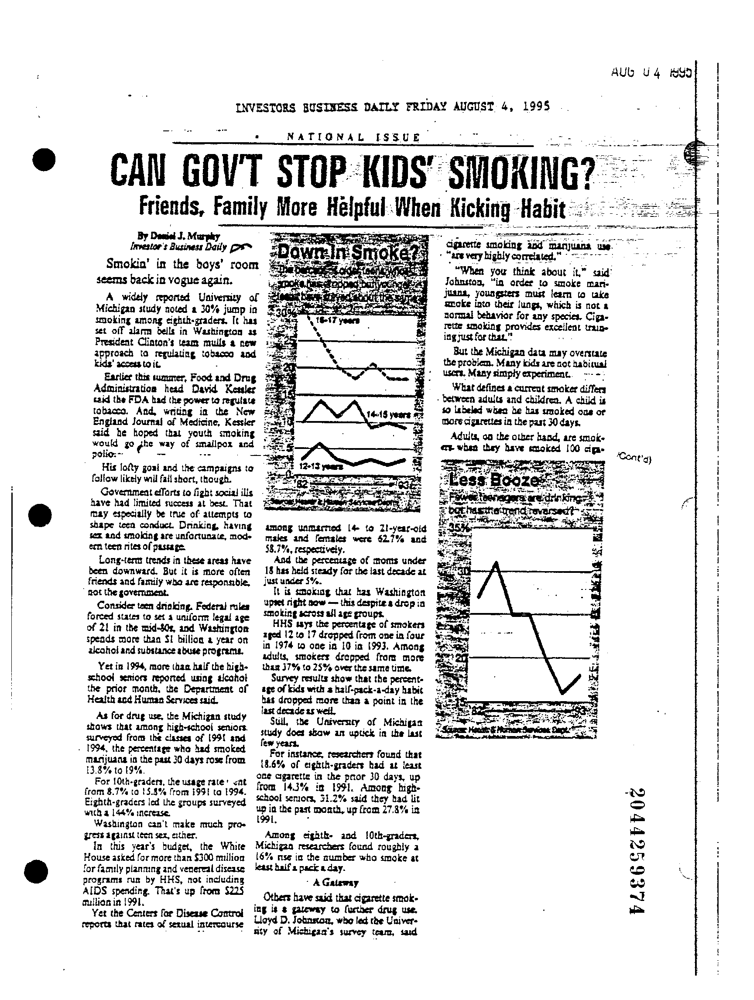 AUG 04 1995
INVESTORS BUSINESS DAILY FRIDAY AUGUST 4, 1995
NATIONAL ISSUE
CAN GOV'T STOP KIDS' SMOKING?
Friends, Family More Helpful When Kicking Habit
By Daniel J. Murphy
Investor's Business Daily
Smokin' in the boys' room
seems back in vogue again.
A widely reported University of
Michigan study noted a 30% jump in
smoking among eighth-graders. It has
set off alarm bells in Washington as
President Clinton's team mulls a new
approach to regulating tobacco and
kids' access to it.
Earlier this summer, Food and Drug
Administration head David Kessler
said the FDA had the power to regulate
tobacco. And, writing in the New
England Journal of Medicine, Kessler
said he hoped that youth smoking
would go the way of smallpox and
polio.
His lofty goal and the campaigns to
follow likely will fall short, though.
Government efforts to fight social ills
have had limited success at best. That
may especially be true of attempts to
shape teen conduct. Drinking, having
sex and smoking are unfortunate, mod-
ern teen rites of passage.
Long-term trends in these areas have
been downward. But it is more often
friends and family who are responsible,
not the government.
Consider teen drinking. Federal rules
forced states to set a uniform legal age
of 21 in the mid-80s, and Washington
spends more than $1 billion a year on
alcohol and substance abuse programs.
Yet in 1994, more than half the high-
school seniors reported using alcohol
the prior month, the Department of
Health and Human Services said.
As for drug use, the Michigan study
shows that among high-school seniors
surveyed from the classes of 1991 and
1994, the percentage who had smoked
marijuana in the past 30 days rose from
13.8% to 19%.
For 10th-graders, the usage rate went
from 8.7% to 15.8% from 1991 to 1994.
Eighth-graders led the groups surveyed
with a 144% increase.
Washington can't make much pro-
gress against teen sex, either.
In this year's budget, the White
House asked for more than $300 million
for family planning and venereal disease
programs run by HHS, not including
AIDS spending. That's up from $225
million in 1991.
Yet the Centers for Disease Control
reports that rates of sexual intercourse
Down In Smoke?
The percent of older teens who
smoke has dropped but younger
have stayed about the same
30%
16-17 years
20
14-15 years
10
5
12-13 years
0
'82
'93
Source: Health & Human Services Dept.
among unmarried 14- to 21-year-old
males and females were 62.7% and
58.7%, respectively.
And the percentage of moms under
18 has held steady for the last decade at
just under 5%.
It is smoking that has Washington
upset right now — this despite a drop in
smoking across all age groups.
HHS says the percentage of smokers
aged 12 to 17 dropped from one in four
in 1974 to one in 10 in 1993. Among
adults, smokers dropped from more
than 37% to 25% over the same time.
Survey results show that the percent-
age of kids with a half-pack-a-day habit
has dropped more than a point in the
last decade as well.
Still, the University of Michigan
study does show an uptick in the last
few years.
For instance, researchers found that
18.6% of eighth-graders had at least
one cigarette in the prior 30 days, up
from 14.3% in 1991. Among high-
school seniors, 31.2% said they had lit
up in the past month, up from 27.8% in
1991.
Among eighth- and 10th-graders,
Michigan researchers found roughly a
16% rise in the number who smoke at
least half a pack a day.
A Gateway
Others have said that cigarette smok-
ing is a gateway to further drug use.
Lloyd D. Johnston, who led the Univer-
sity of Michigan's survey team, said
cigarette smoking and marijuana use
"are very highly correlated."
"When you think about it," said
Johnston, "in order to smoke mari-
juana, youngsters must learn to take
smoke into their lungs, which is not a
normal behavior for any species. Ciga-
rette smoking provides excellent train-
ing just for that."
But the Michigan data may overstate
the problem. Many kids are not habitual
users. Many simply experiment.
What defines a current smoker differs
between adults and children. A child is
so labeled when he has smoked one or
more cigarettes in the past 30 days.
Adults, on the other hand, are smok-
ers when they have smoked 100 ciga-
(Cont'd)
Less Booze
Fewer teenagers are drinking,
but has the trend reversed?
35%
30
20
'82
'93
Source: Health & Human Services Dept.
2044259374